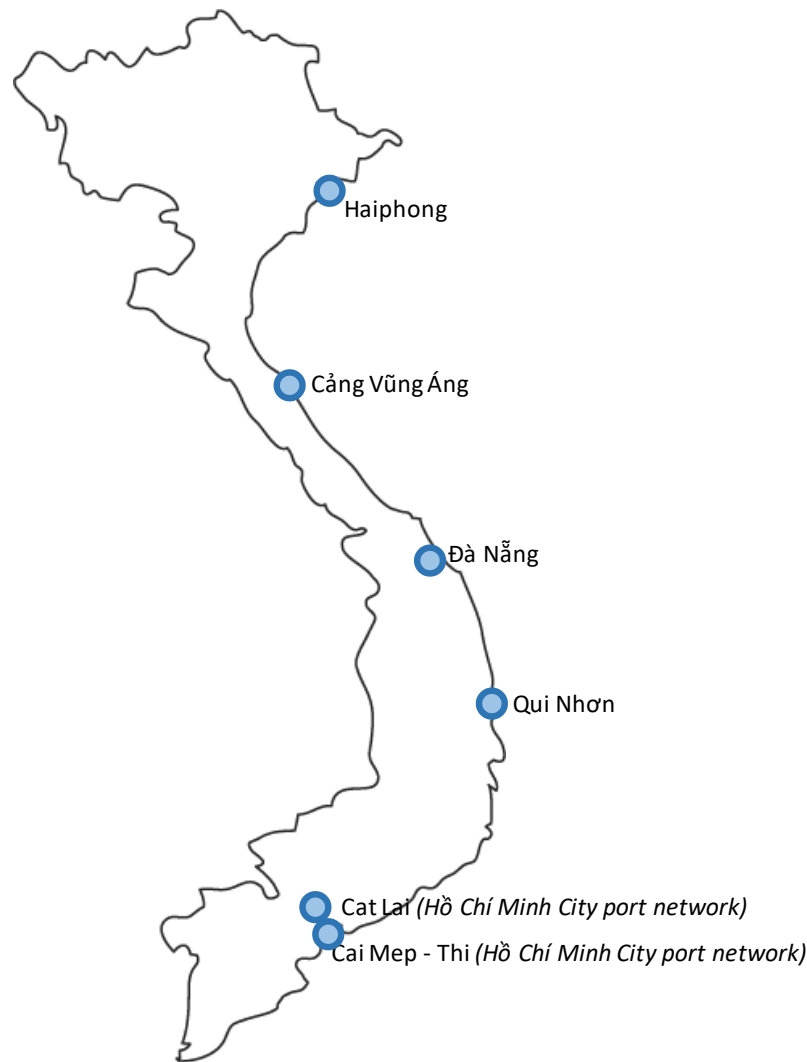 Haiphong
Cảng Vũng Áng
Đà Nẵng
Qui Nhơn
Cat Lai (Hồ Chí Minh City port network)
Cai Mep - Thi (Hồ Chí Minh City port network)